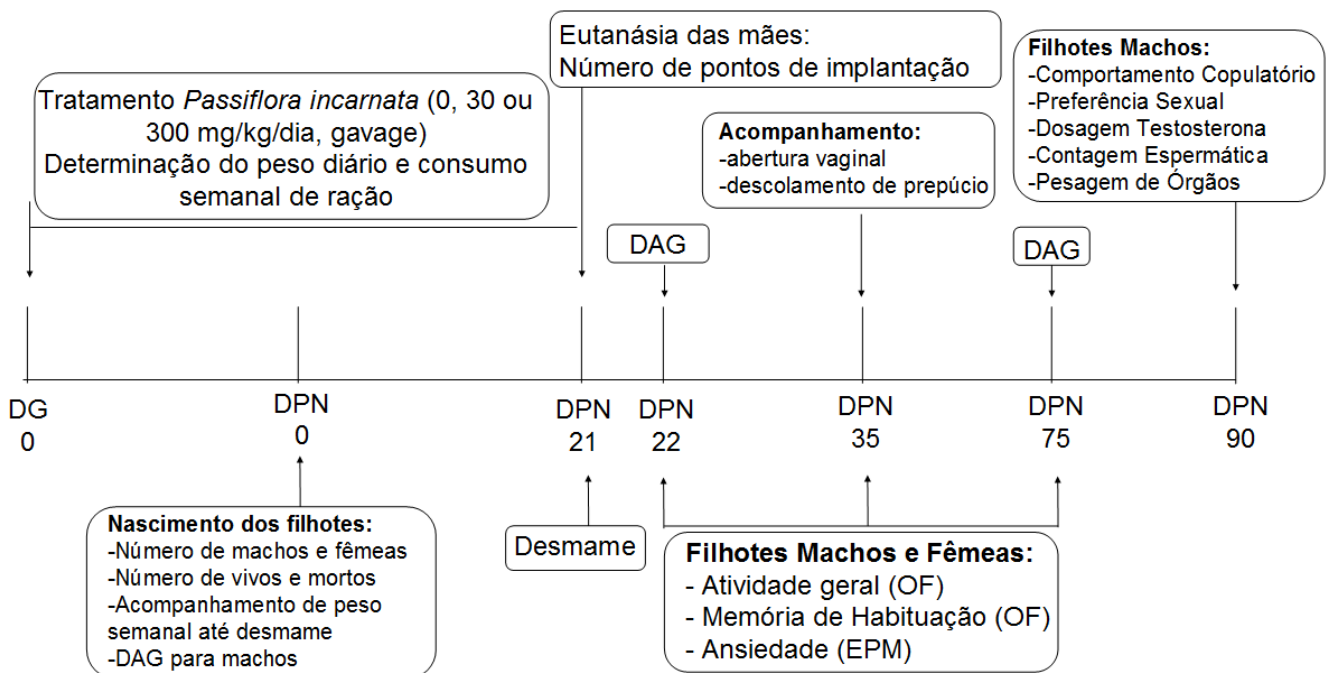 Tratamento Passiflora incarnata (0, 30 ou
300 mg/kg/dia, gavage)
Determinação do peso diário e consumo
semanal de ração
Eutanásia das mães:
Número de pontos de implantação
DAG
Acompanhamento:
-abertura vaginal
-descolamento de prepúcio
Filhotes Machos:
-Comportamento Copulatório
-Preferência Sexual
-Dosagem Testosterona
-Contagem Espermática
-Pesagem de Órgãos
DAG
DG
0
DPN
0
DPN
21
DPN
22
DPN
35
DPN
75
DPN
90
Nascimento dos filhotes:
-Número de machos e fêmeas
-Número de vivos e mortos
-Acompanhamento de peso
semanal até desmame
-DAG para machos
Desmame
Filhotes Machos e Fêmeas:
- Atividade geral (OF)
- Memória de Habituação (OF)
- Ansiedade (EPM)